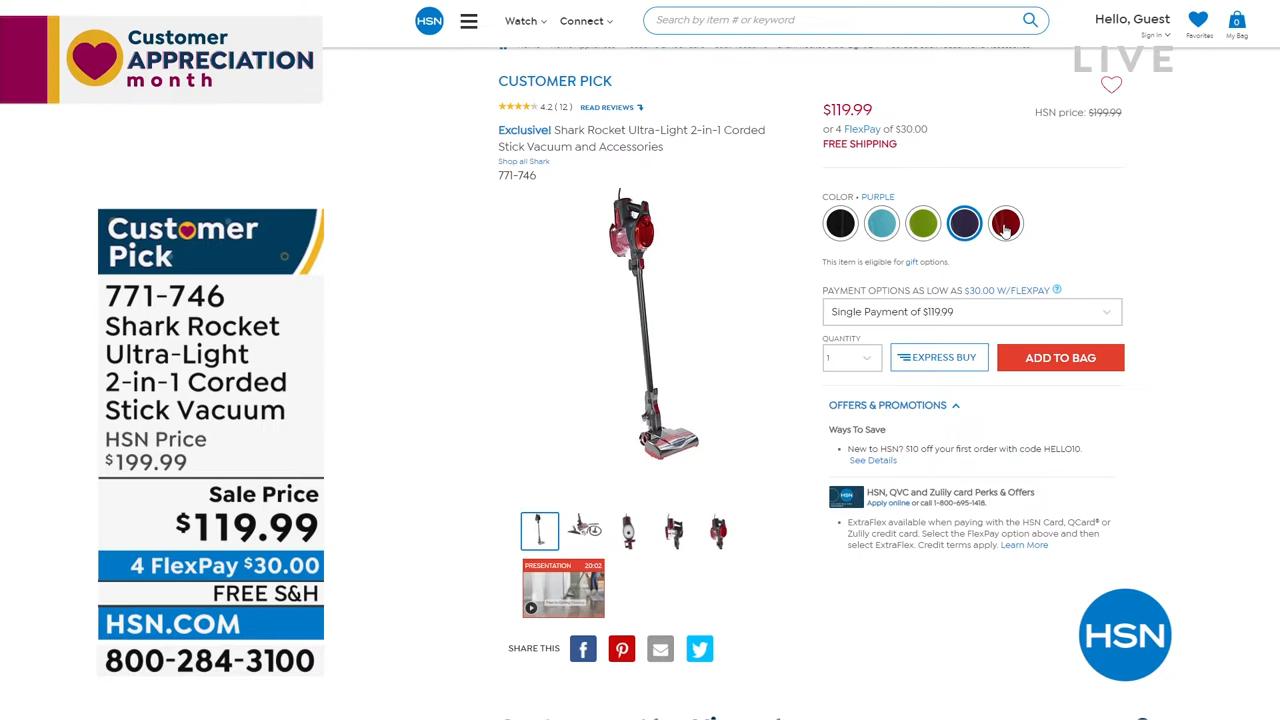 Customer
APPRECIATION
month
HSN
Watch
Connect
Search by item # or keyword
Hello, Guest
Sign in
Favorites
0
My Bag
LIVE
CUSTOMER PICK
4.2 ( 12 ) READ REVIEWS
Exclusive! Shark Rocket Ultra-Light 2-in-1 Corded
Stick Vacuum and Accessories
Shop all Shark
771-746
$119.99
HSN price: $199.99
or 4 FlexPay of $30.00
FREE SHIPPING
COLOR • PURPLE
This item is eligible for gift options.
PAYMENT OPTIONS AS LOW AS $30.00 W/FLEXPAY ?
Single Payment of $119.99
QUANTITY
1
EXPRESS BUY
ADD TO BAG
OFFERS & PROMOTIONS
Ways To Save
• New to HSN? $10 off your first order with code HELLO10.
See Details
HSN
HSN, QVC and Zulily card Perks & Offers
Apply online or call 1-800-695-1418.
• ExtraFlex available when paying with the HSN Card, QCard® or
Zulily credit card. Select the FlexPay option above and then
select ExtraFlex. Credit terms apply. Learn More
PRESENTATION 20:02
SHARE THIS
Customer
Pick
771-746
Shark Rocket
Ultra-Light
2-in-1 Corded
Stick Vacuum
HSN Price
$199.99
Sale Price
$119.99
4 FlexPay $30.00
FREE S&H
HSN.COM
800-284-3100
HSN